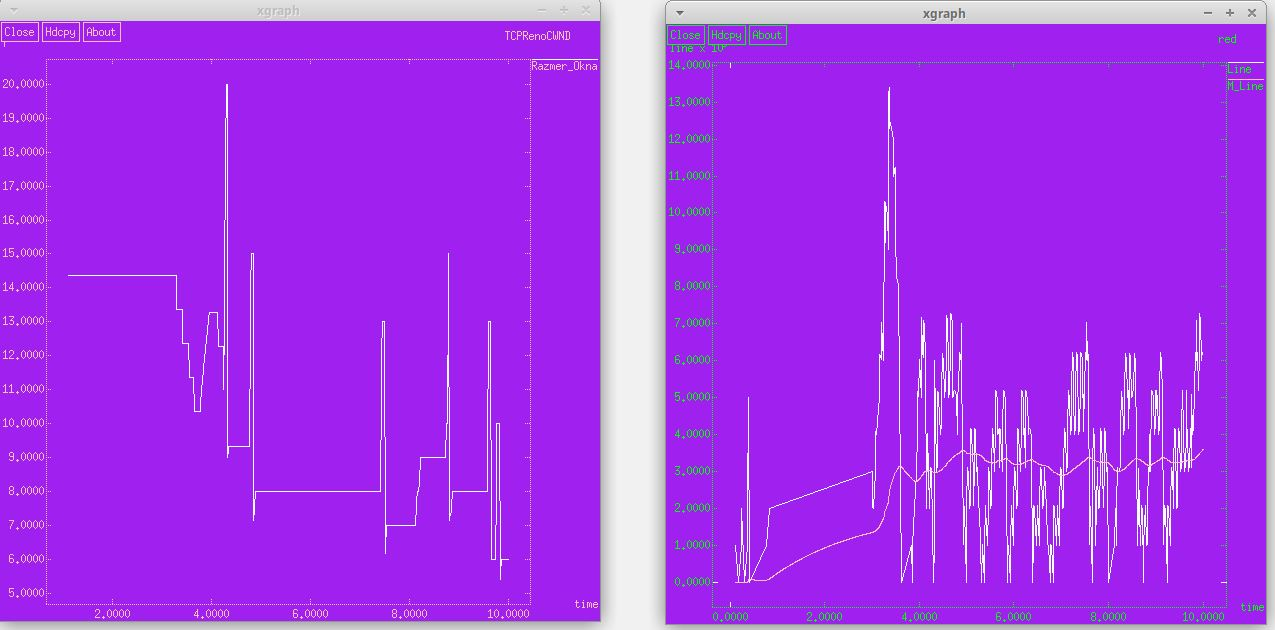 xgraph
Close Hdcpy About
TCPRenoCWND
Razmer_Okna
20.0000
19.0000
18.0000
17.0000
16.0000
15.0000
14.0000
13.0000
12.0000
11.0000
10.0000
9.0000
8.0000
7.0000
6.0000
5.0000
time
2.0000 4.0000 6.0000 8.0000 10.0000
xgraph
Close Hdcpy About
red
Line
M_Line
14.0000
13.0000
12.0000
11.0000
10.0000
9.0000
8.0000
7.0000
6.0000
5.0000
4.0000
3.0000
2.0000
1.0000
0.0000
time
0.0000 2.0000 4.0000 6.0000 8.0000 10.0000